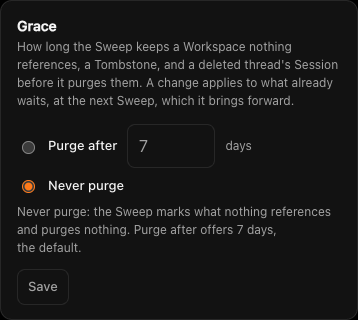 Grace
How long the Sweep keeps a Workspace nothing
references, a Tombstone, and a deleted thread's Session
before it purges them. A change applies to what already
waits, at the next Sweep, which it brings forward.
Purge after 7 days
Never purge
Never purge: the Sweep marks what nothing references
and purges nothing. Purge after offers 7 days,
the default.
Save